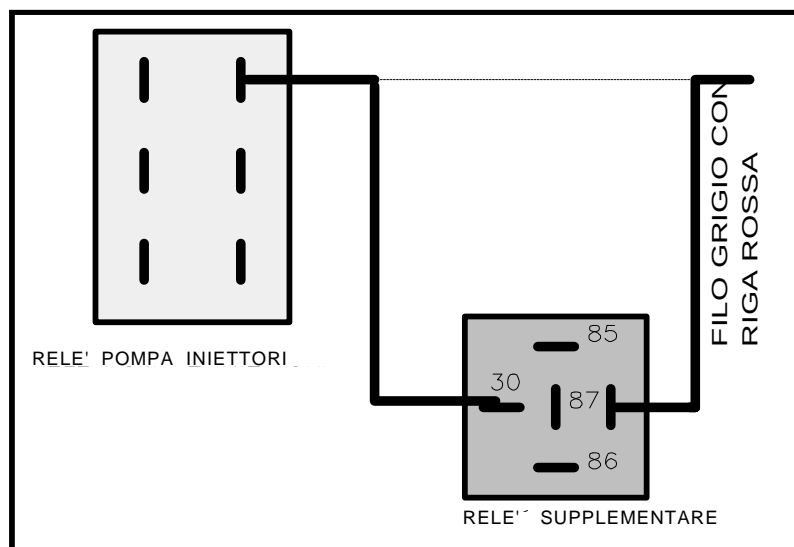 FILO GRIGIO CON
RIGA ROSSA
RELE' POMPA INIETTORI
85
30
87
86
RELE' SUPPLEMENTARE